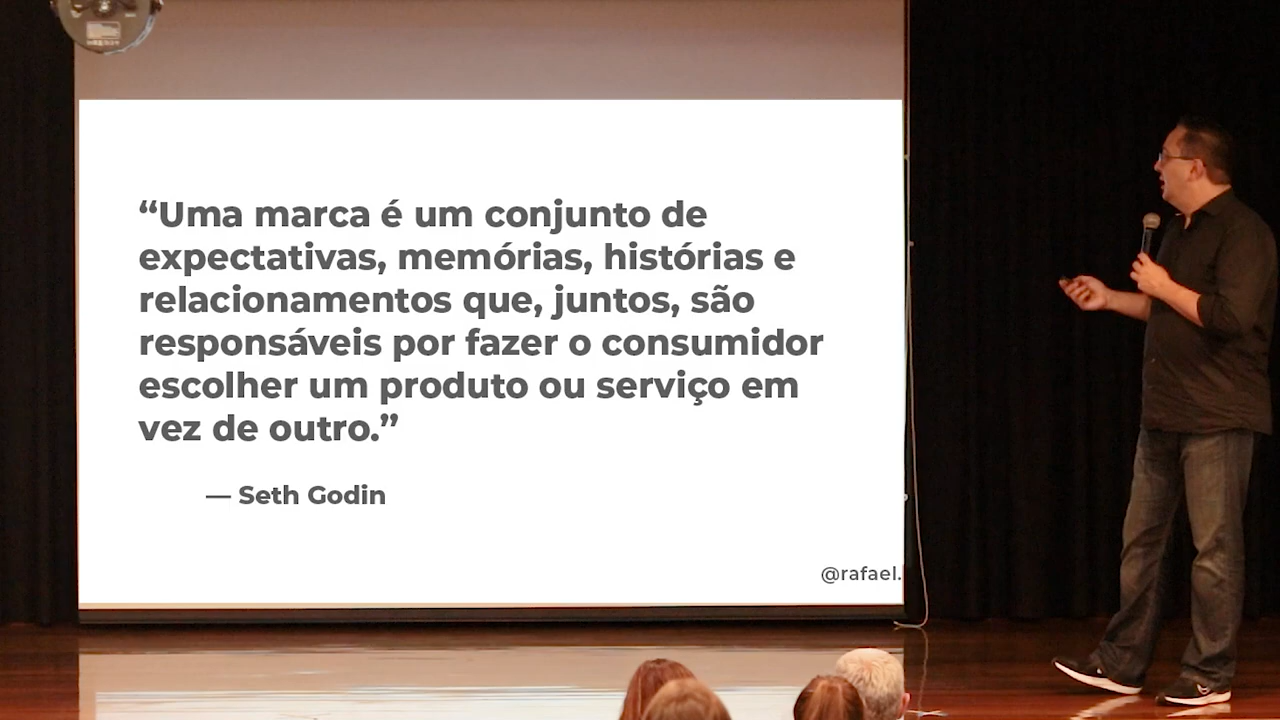 “Uma marca é um conjunto de
expectativas, memórias, histórias e
relacionamentos que, juntos, são
responsáveis por fazer o consumidor
escolher um produto ou serviço em
vez de outro.”
— Seth Godin
@rafael.